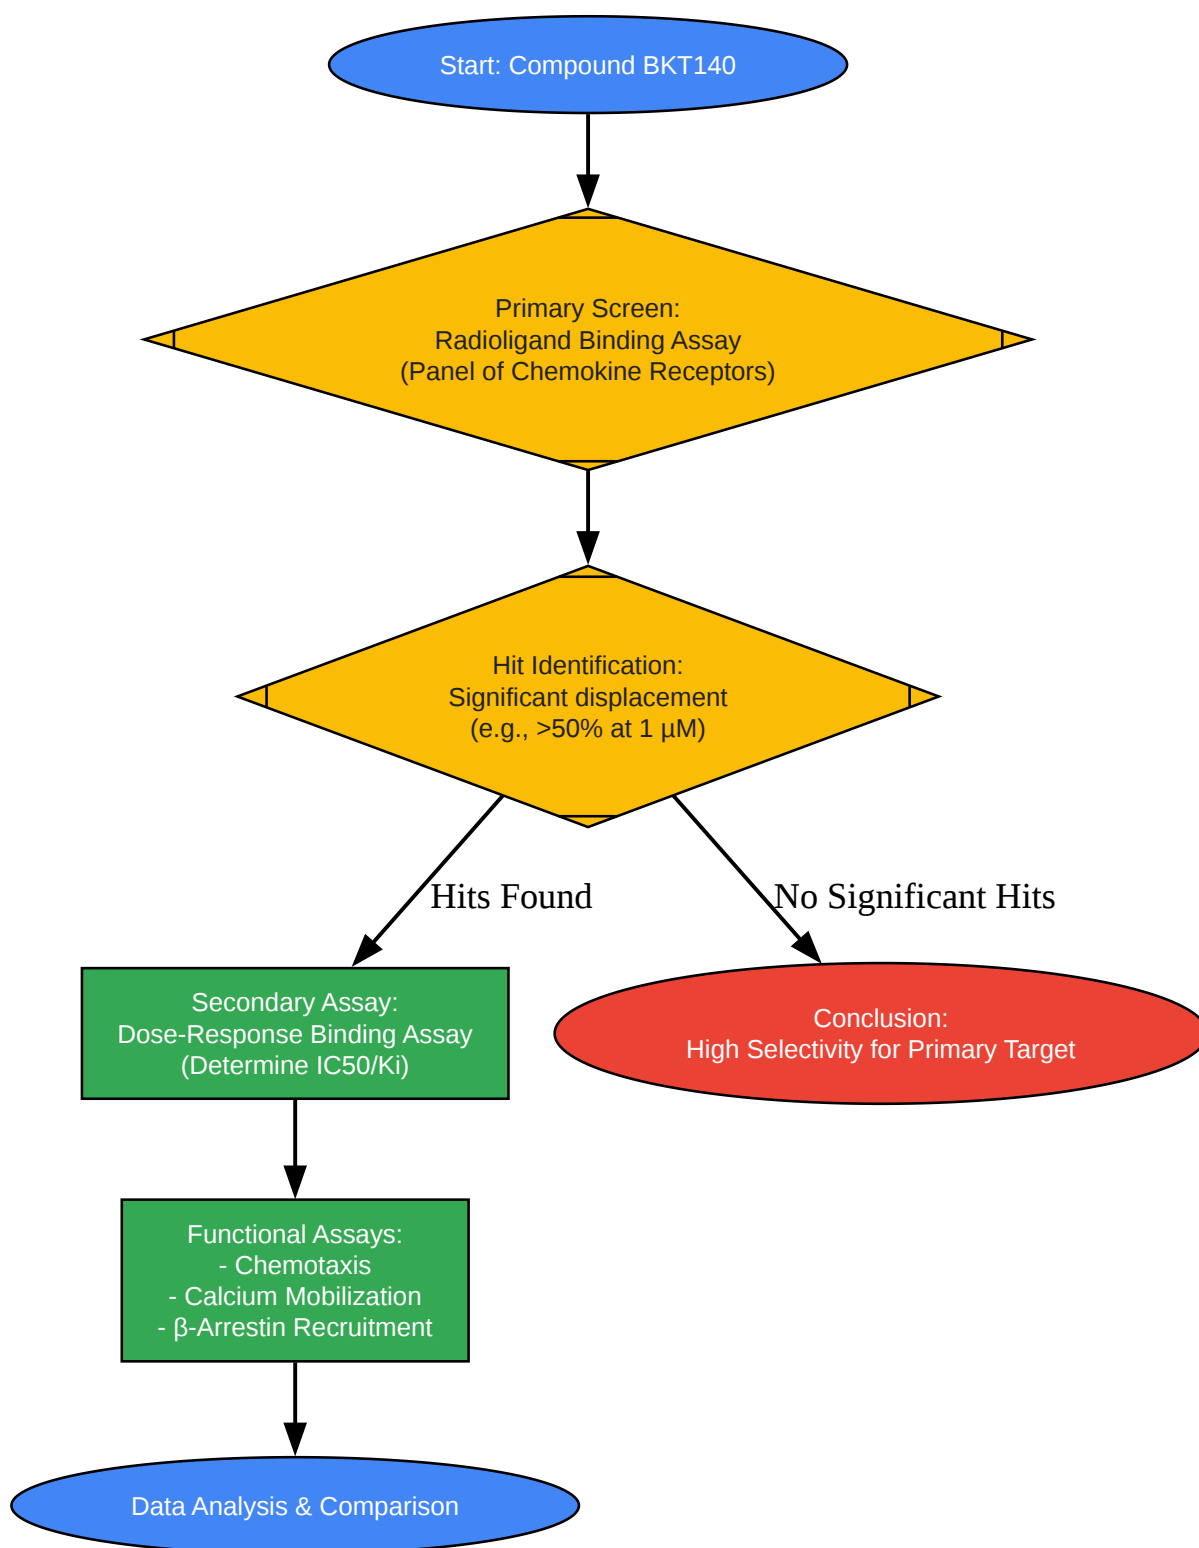 Start: Compound BKT140
Primary Screen:
Radioligand Binding Assay
(Panel of Chemokine Receptors)
Hit Identification:
Significant displacement
(e.g., >50% at 1 µM)
Hits Found
No Significant Hits
Secondary Assay:
Dose-Response Binding Assay
(Determine IC50/Ki)
Conclusion:
High Selectivity for Primary Target
Functional Assays:
- Chemotaxis
- Calcium Mobilization
- β-Arrestin Recruitment
Data Analysis & Comparison